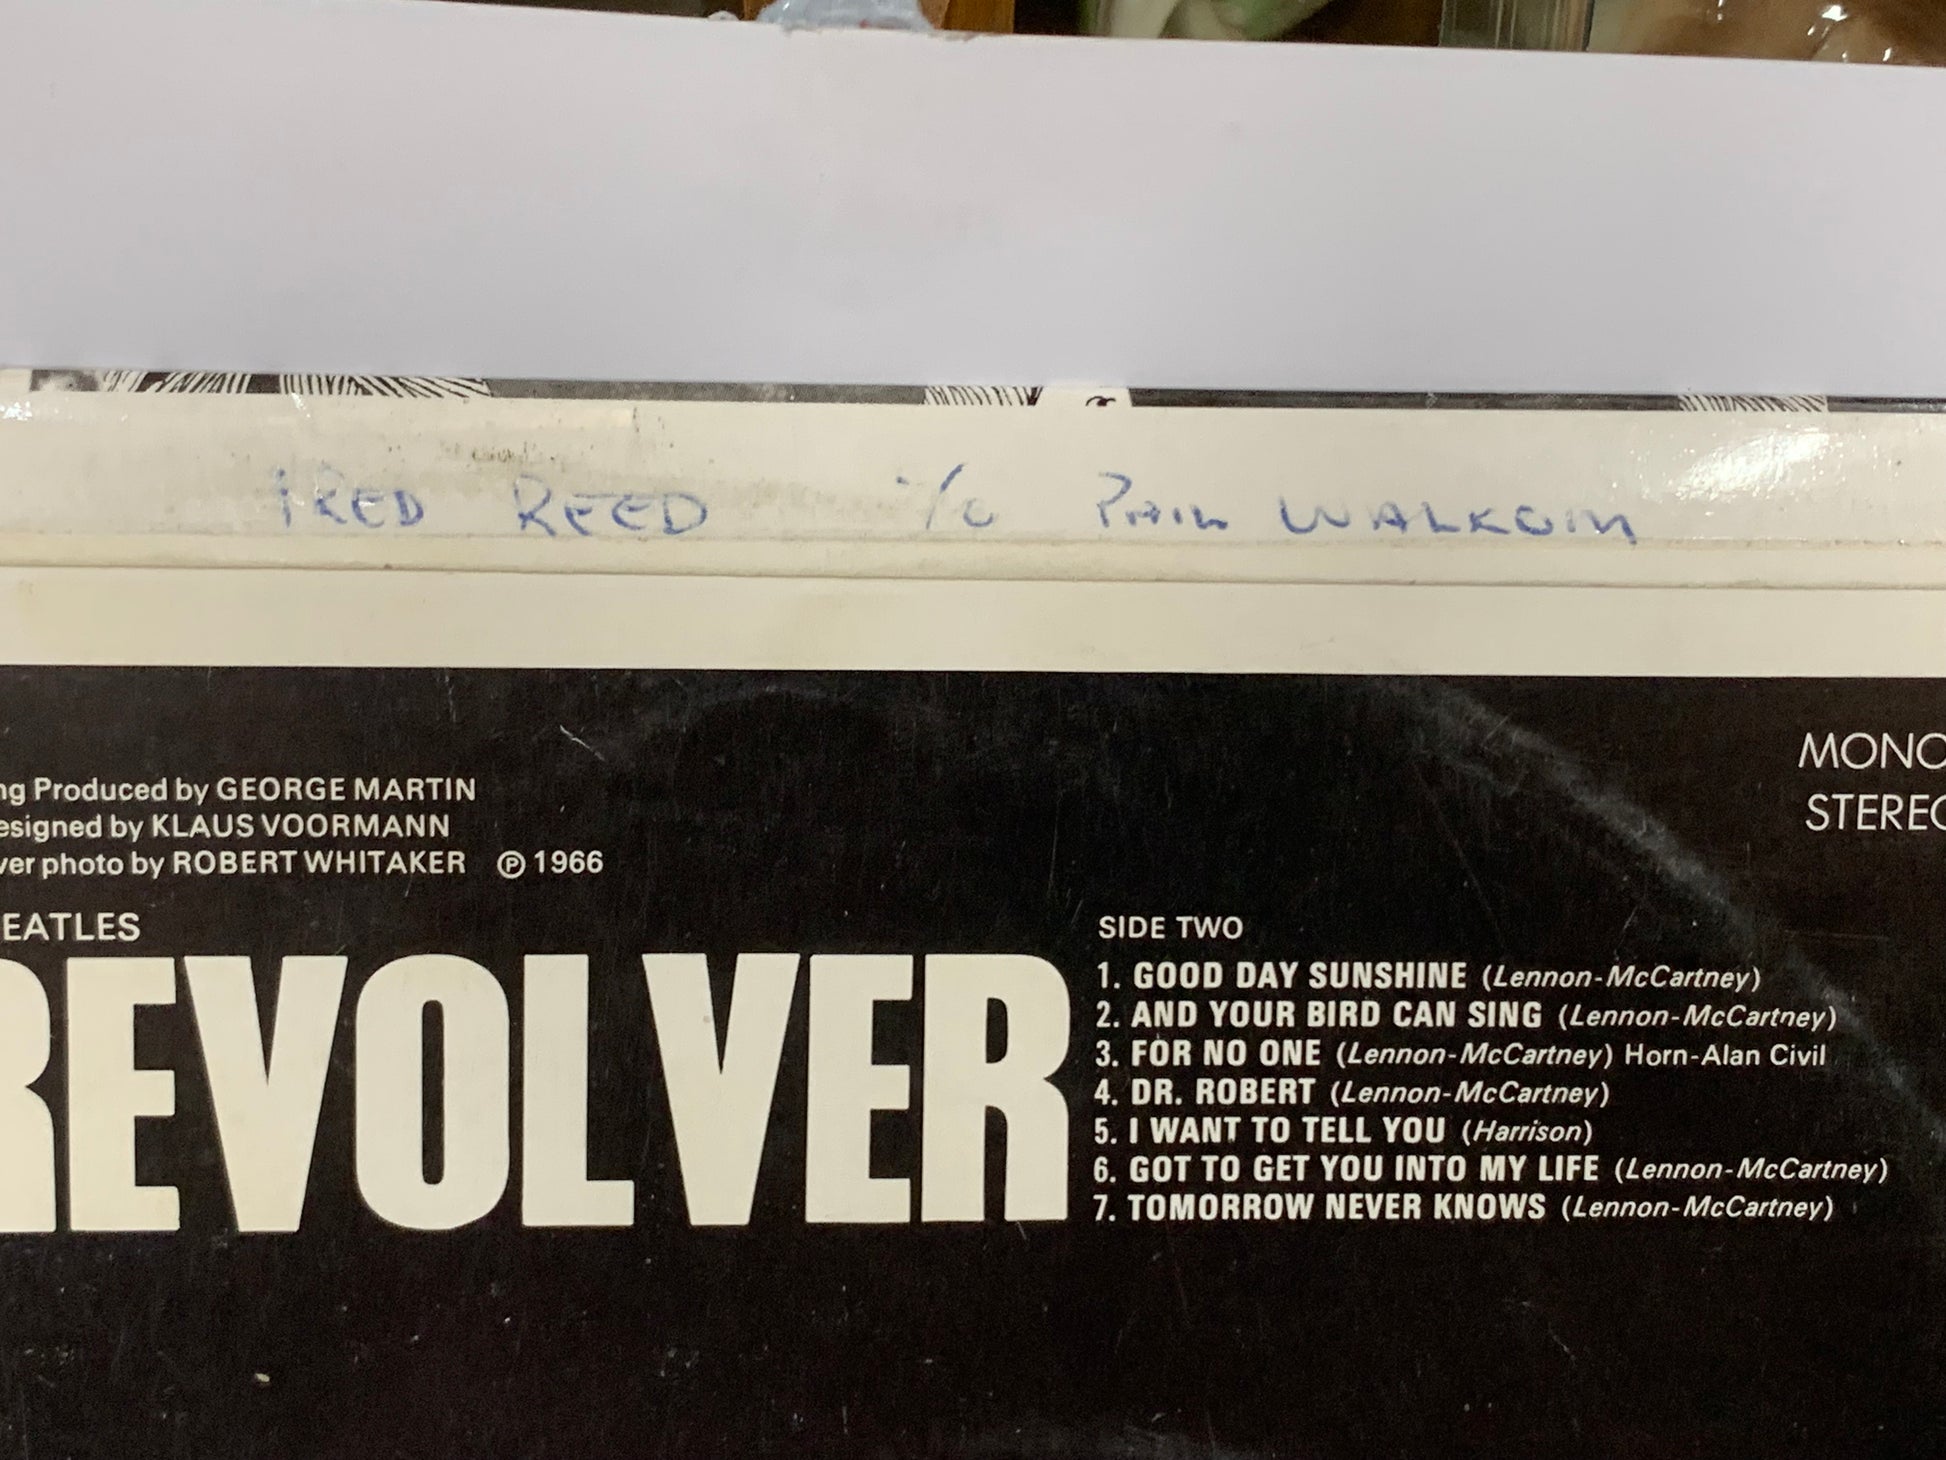 FRED REED c/o PHIL WALKOM
ng Produced by GEORGE MARTIN
esigned by KLAUS VOORMANN
ver photo by ROBERT WHITAKER ℗ 1966
MONO
STEREO
EATLES
REVOLVER
SIDE TWO
1. GOOD DAY SUNSHINE (Lennon-McCartney)
2. AND YOUR BIRD CAN SING (Lennon-McCartney)
3. FOR NO ONE (Lennon-McCartney) Horn-Alan Civil
4. DR. ROBERT (Lennon-McCartney)
5. I WANT TO TELL YOU (Harrison)
6. GOT TO GET YOU INTO MY LIFE (Lennon-McCartney)
7. TOMORROW NEVER KNOWS (Lennon-McCartney)